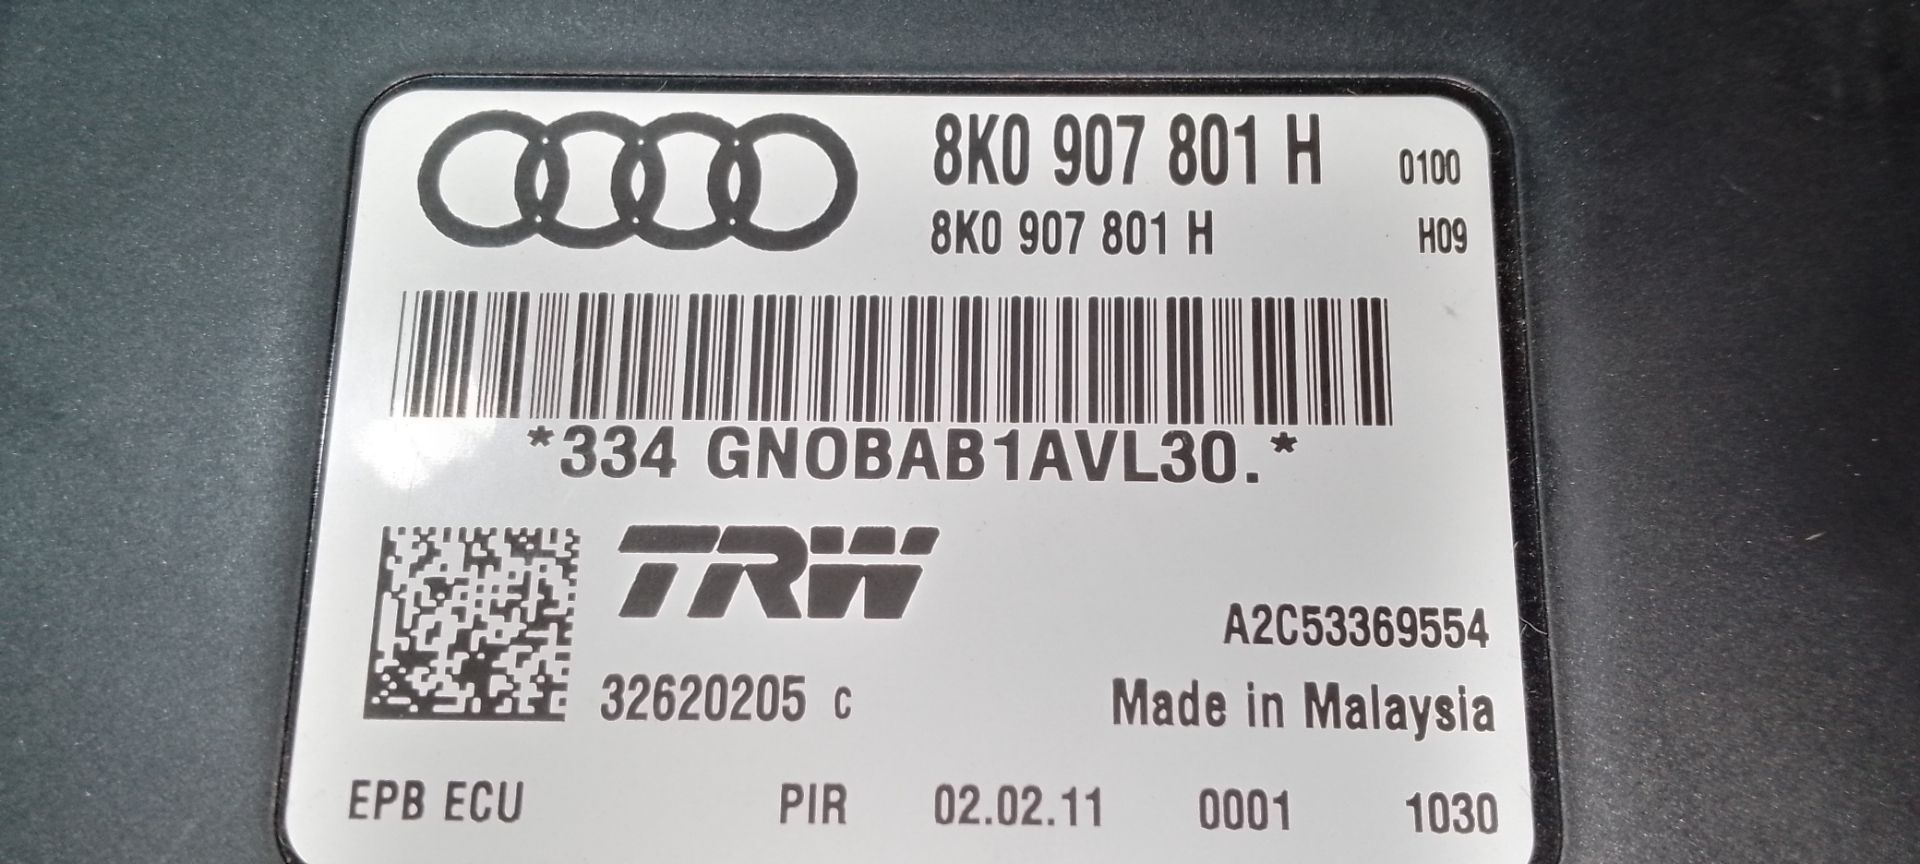 8K0 907 801 H 0100
8K0 907 801 H H09
*334 GNOBAB1AVL30.*
TRW
A2C53369554
32620205 C Made in Malaysia
EPB ECU PIR 02.02.11 0001 1030